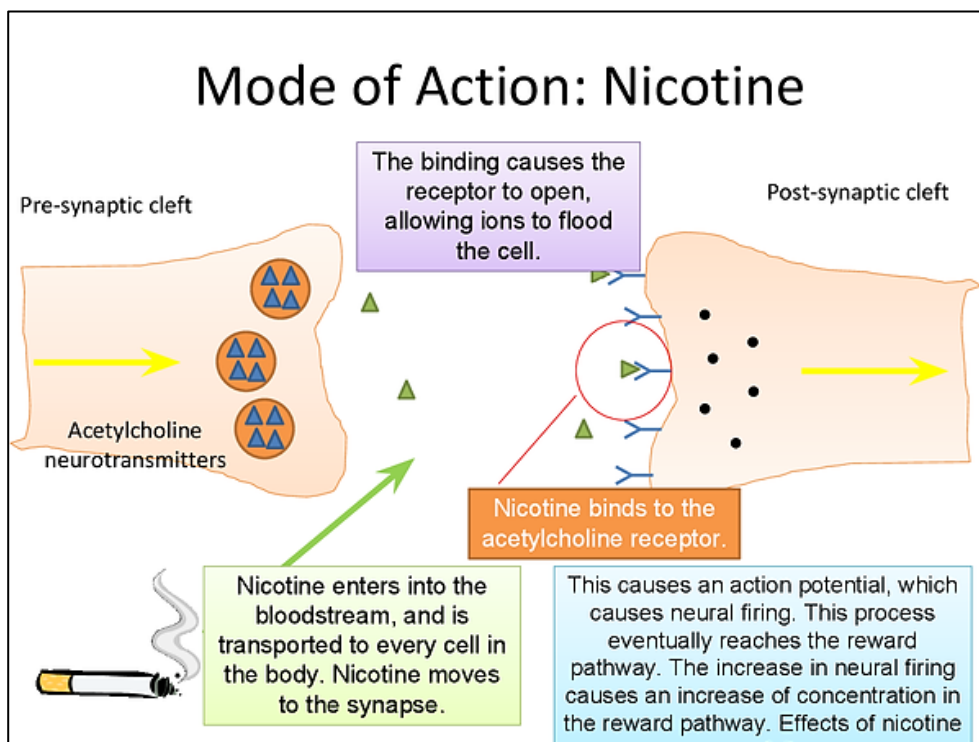 Mode of Action: Nicotine
The binding causes the
receptor to open,
allowing ions to flood
the cell.
Pre-synaptic cleft
Post-synaptic cleft
Acetylcholine
neurotransmitters
Nicotine binds to the
acetylcholine receptor.
Nicotine enters into the
bloodstream, and is
transported to every cell in
the body. Nicotine moves
to the synapse.
This causes an action potential, which
causes neural firing. This process
eventually reaches the reward
pathway. The increase in neural firing
causes an increase of concentration in
the reward pathway. Effects of nicotine